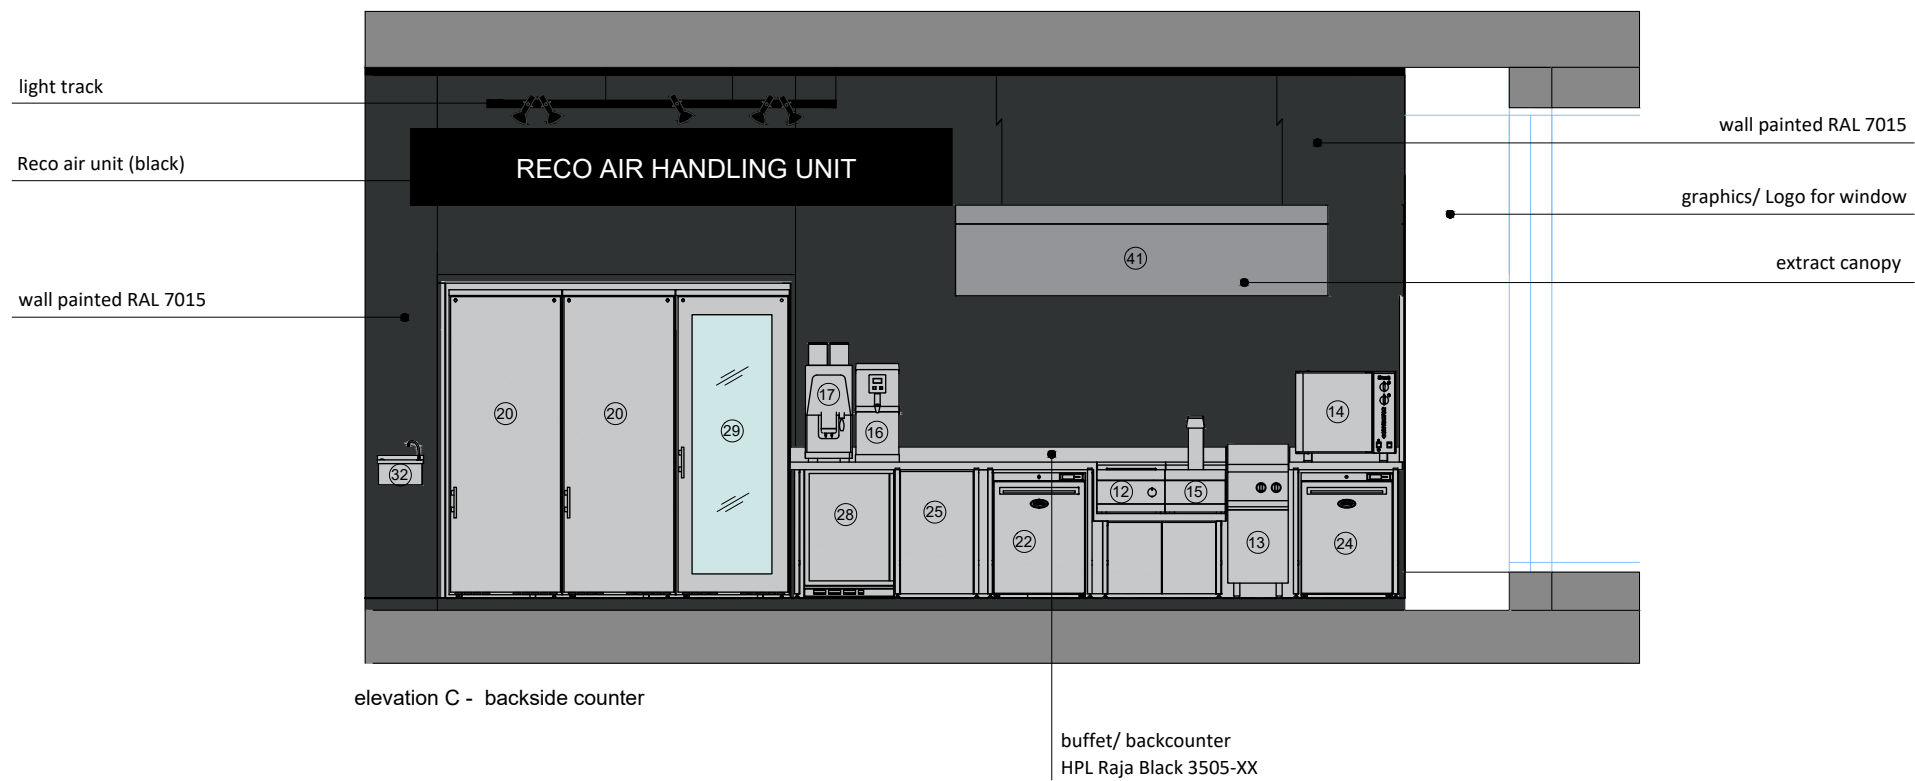 light track
wall painted RAL 7015
Reco air unit (black)
RECO AIR HANDLING UNIT
graphics/ Logo for window
41
extract canopy
wall painted RAL 7015
17
14
20
20
29
16
32
12
15
28
25
22
13
24
elevation C - backside counter
buffet/ backcounter
HPL Raja Black 3505-XX